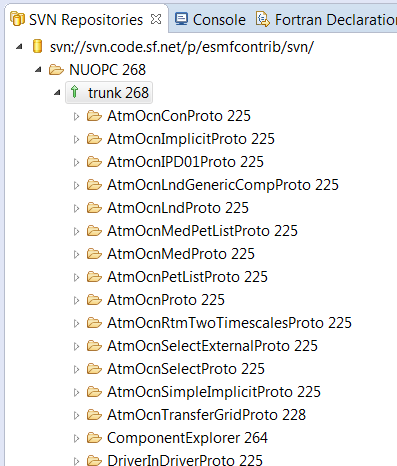 SVN Repositories Console Fortran Declaration
svn://svn.code.sf.net/p/esmfcontrib/svn/
NUOPC 268
trunk 268
AtmOcnConProto 225
AtmOcnImplicitProto 225
AtmOcnIPD01Proto 225
AtmOcnLndGenericCompProto 225
AtmOcnLndProto 225
AtmOcnMedPetListProto 225
AtmOcnMedProto 225
AtmOcnPetListProto 225
AtmOcnProto 225
AtmOcnRtmTwoTimescalesProto 225
AtmOcnSelectExternalProto 225
AtmOcnSelectProto 225
AtmOcnSimpleImplicitProto 225
AtmOcnTransferGridProto 228
ComponentExplorer 264
DriverInDriverProto 225